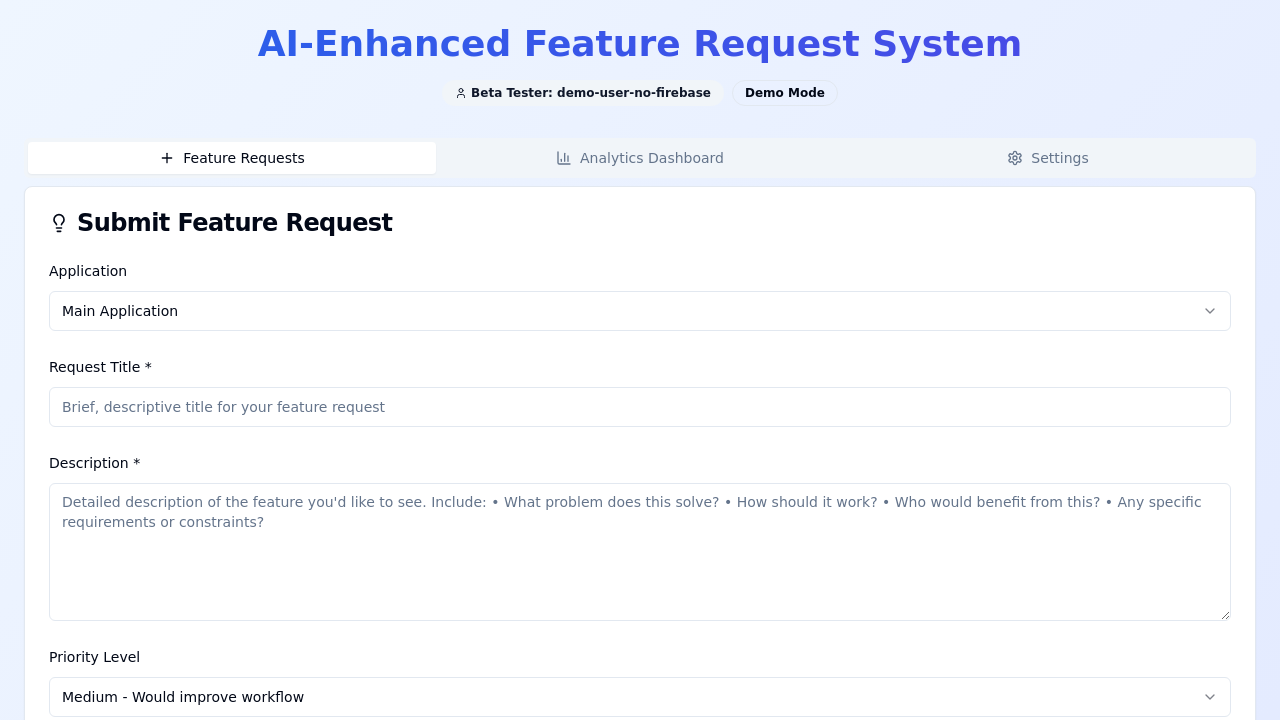 AI-Enhanced Feature Request System
Beta Tester: demo-user-no-firebase
Demo Mode
Feature Requests
Analytics Dashboard
Settings
Submit Feature Request
Application
Main Application
Request Title *
Brief, descriptive title for your feature request
Description *
Detailed description of the feature you'd like to see. Include: • What problem does this solve? • How should it work? • Who would benefit from this? • Any specific
requirements or constraints?
Priority Level
Medium - Would improve workflow